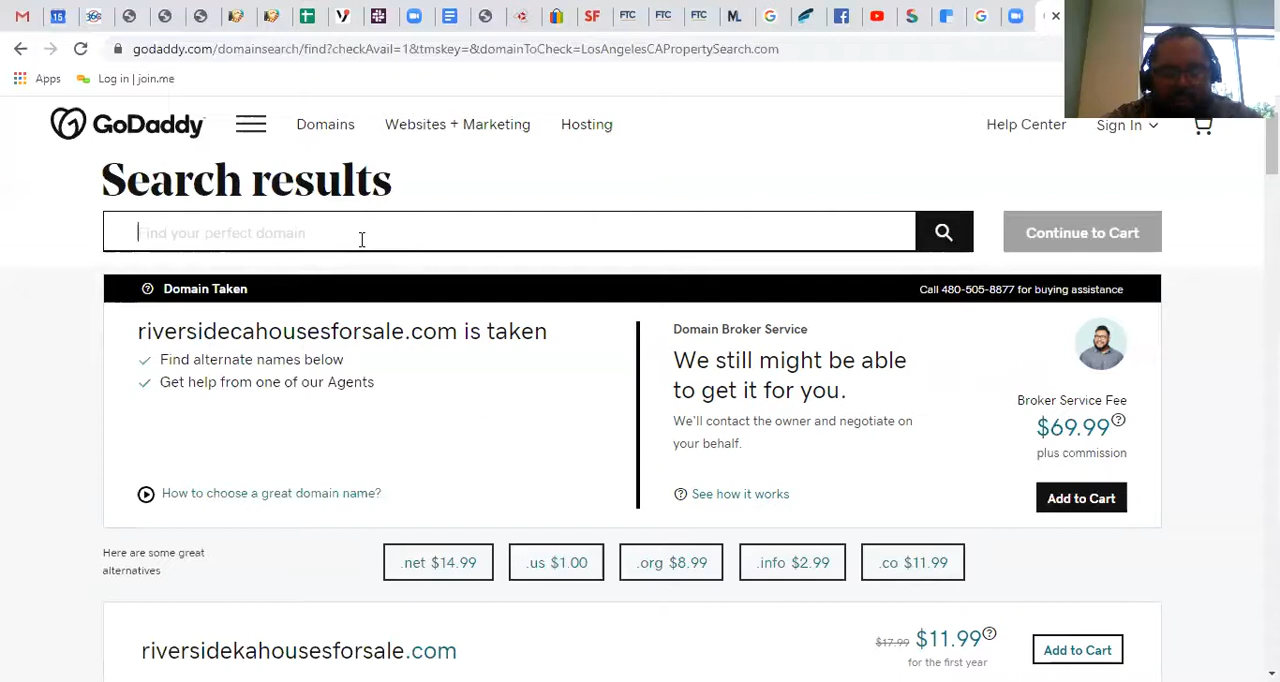 15
SF
FTC
FTC
FTC
ML
godaddy.com/domainsearch/find?checkAvail=1&tmskey=&domainToCheck=LosAngelesCAPropertySearch.com
Apps
Log in | join.me
GoDaddy
Domains
Websites + Marketing
Hosting
Help Center
Sign In
Search results
Find your perfect domain
Continue to Cart
Domain Taken
Call 480-505-8877 for buying assistance
riversidecahousesforsale.com is taken
Find alternate names below
Get help from one of our Agents
How to choose a great domain name?
Domain Broker Service
We still might be able
to get it for you.
We'll contact the owner and negotiate on
your behalf.
See how it works
Broker Service Fee
$69.99
plus commission
Add to Cart
Here are some great
alternatives
.net $14.99
.us $1.00
.org $8.99
.info $2.99
.co $11.99
riversidekahousesforsale.com
$17.99 $11.99
for the first year
Add to Cart